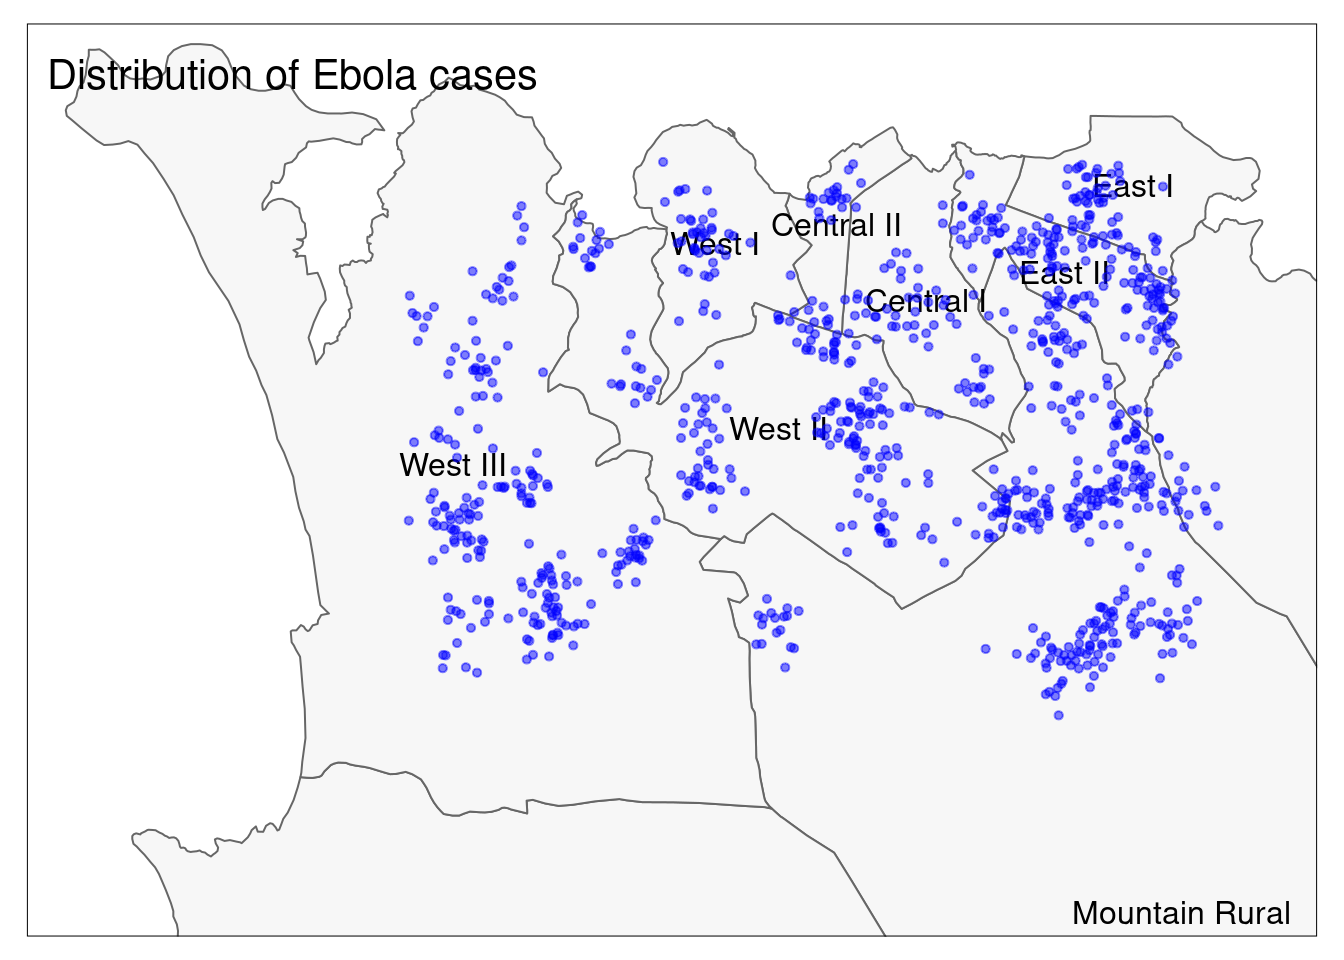 Distribution of Ebola cases
East I
Central II
West I
East II
Central I
West II
West III
Mountain Rural